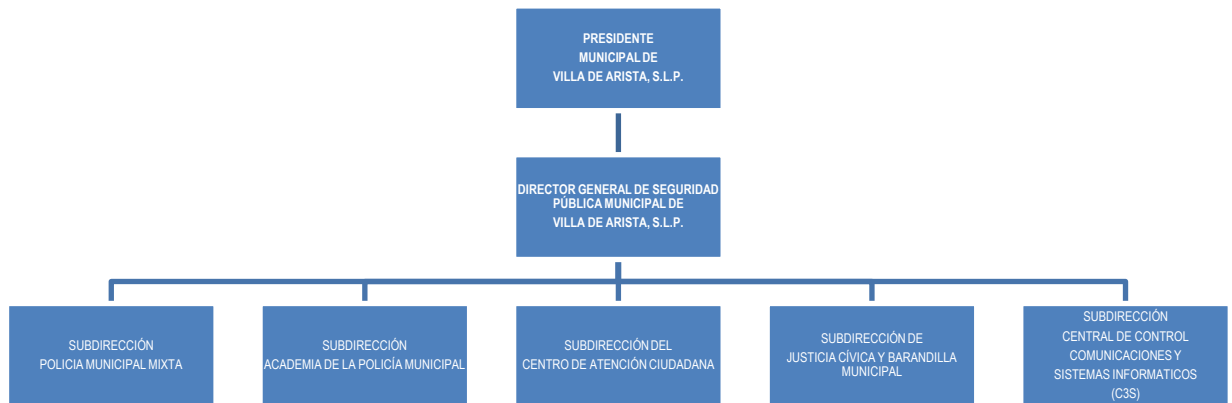 PRESIDENTE
MUNICIPAL DE
VILLA DE ARISTA, S.L.P.
DIRECTOR GENERAL DE SEGURIDAD
PÚBLICA MUNICIPAL DE
VILLA DE ARISTA, S.L.P.
SUBDIRECCIÓN
POLICIA MUNICIPAL MIXTA
SUBDIRECCIÓN
ACADEMIA DE LA POLICÍA MUNICIPAL
SUBDIRECCIÓN DEL
CENTRO DE ATENCIÓN CIUDADANA
SUBDIRECCIÓN DE
JUSTICIA CÍVICA Y BARANDILLA
MUNICIPAL
SUBDIRECCIÓN
CENTRAL DE CONTROL
COMUNICACIONES Y
SISTEMAS INFORMATICOS
(C3S)